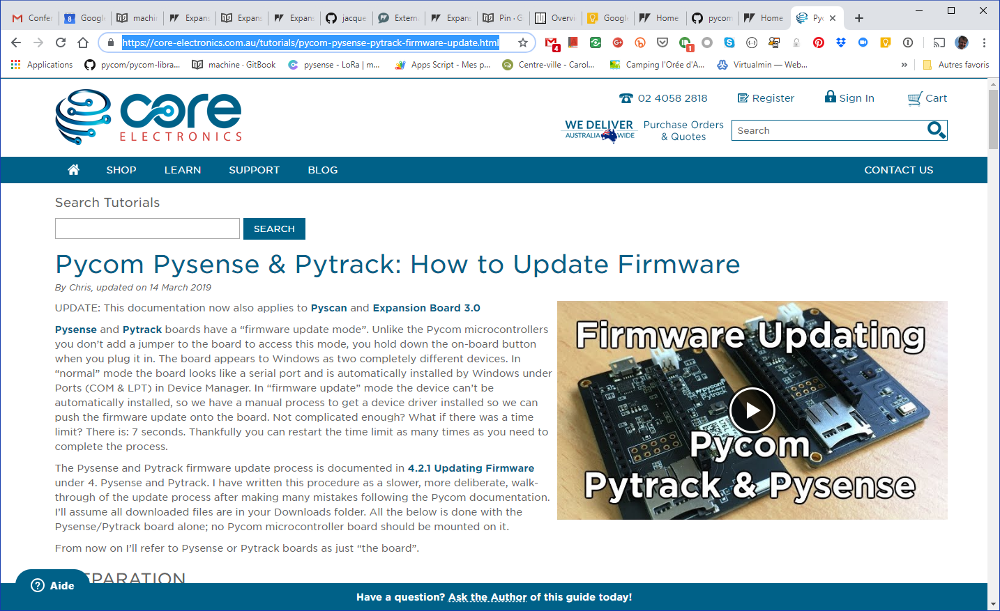 Confer
Google
machin
Expans
Expans
Expans
jacque
Extern
Expans
Pin · G
Overvi
Google
Home
pycom
Home
Pyc
https://core-electronics.com.au/tutorials/pycom-pysense-pytrack-firmware-update.html
4
1
Applications
pycom/pycom-libra...
machine · GitBook
pysense - LoRa | m...
Apps Script - Mes p...
Centre-ville - Carol...
Camping l'Orée d'A...
Virtualmin — Web...
»
Autres favoris
core
ELECTRONICS
02 4058 2818
Register
Sign In
Cart
WE DELIVER
AUSTRALIA WIDE
Purchase Orders
& Quotes
Search
SHOP
LEARN
SUPPORT
BLOG
CONTACT US
Search Tutorials
SEARCH
Pycom Pysense & Pytrack: How to Update Firmware
By Chris, updated on 14 March 2019
UPDATE: This documentation now also applies to Pyscan and Expansion Board 3.0
Pysense and Pytrack boards have a “firmware update mode”. Unlike the Pycom microcontrollers
you don’t add a jumper to the board to access this mode, you hold down the on-board button
when you plug it in. The board appears to Windows as two completely different devices. In
“normal” mode the board looks like a serial port and is automatically installed by Windows under
Ports (COM & LPT) in Device Manager. In “firmware update” mode the device can’t be
automatically installed, so we have a manual process to get a device driver installed so we can
push the firmware update onto the board. Not complicated enough? What if there was a time
limit? There is: 7 seconds. Thankfully you can restart the time limit as many times as you need to
complete the process.
The Pysense and Pytrack firmware update process is documented in 4.2.1 Updating Firmware
under 4. Pysense and Pytrack. I have written this procedure as a slower, more deliberate, walk-
through of the update process after making many mistakes following the Pycom documentation.
I’ll assume all downloaded files are in your Downloads folder. All the below is done with the
Pysense/Pytrack board alone; no Pycom microcontroller board should be mounted on it.
From now on I’ll refer to Pysense or Pytrack boards as just “the board”.
Firmware Updating
Pycom
Pytrack & Pysense
pycom
Pytrack
EPARATION
Aide
Have a question? Ask the Author of this guide today!